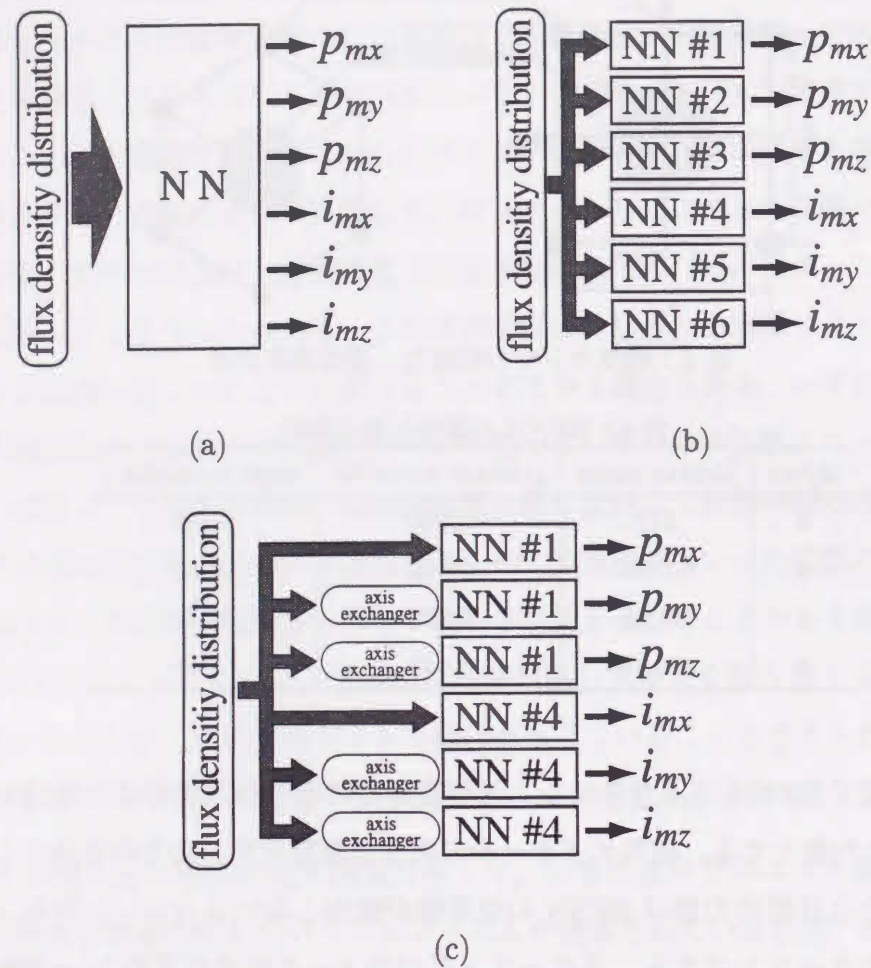 flux densitiy distribution
N N
p_mx
p_my
p_mz
i_mx
i_my
i_mz
(a)
flux densitiy distribution
NN #1
p_mx
NN #2
p_my
NN #3
p_mz
NN #4
i_mx
NN #5
i_my
NN #6
i_mz
(b)
flux densitiy distribution
NN #1
p_mx
axis
exchanger
NN #1
p_my
axis
exchanger
NN #1
p_mz
NN #4
i_mx
axis
exchanger
NN #4
i_my
axis
exchanger
NN #4
i_mz
(c)